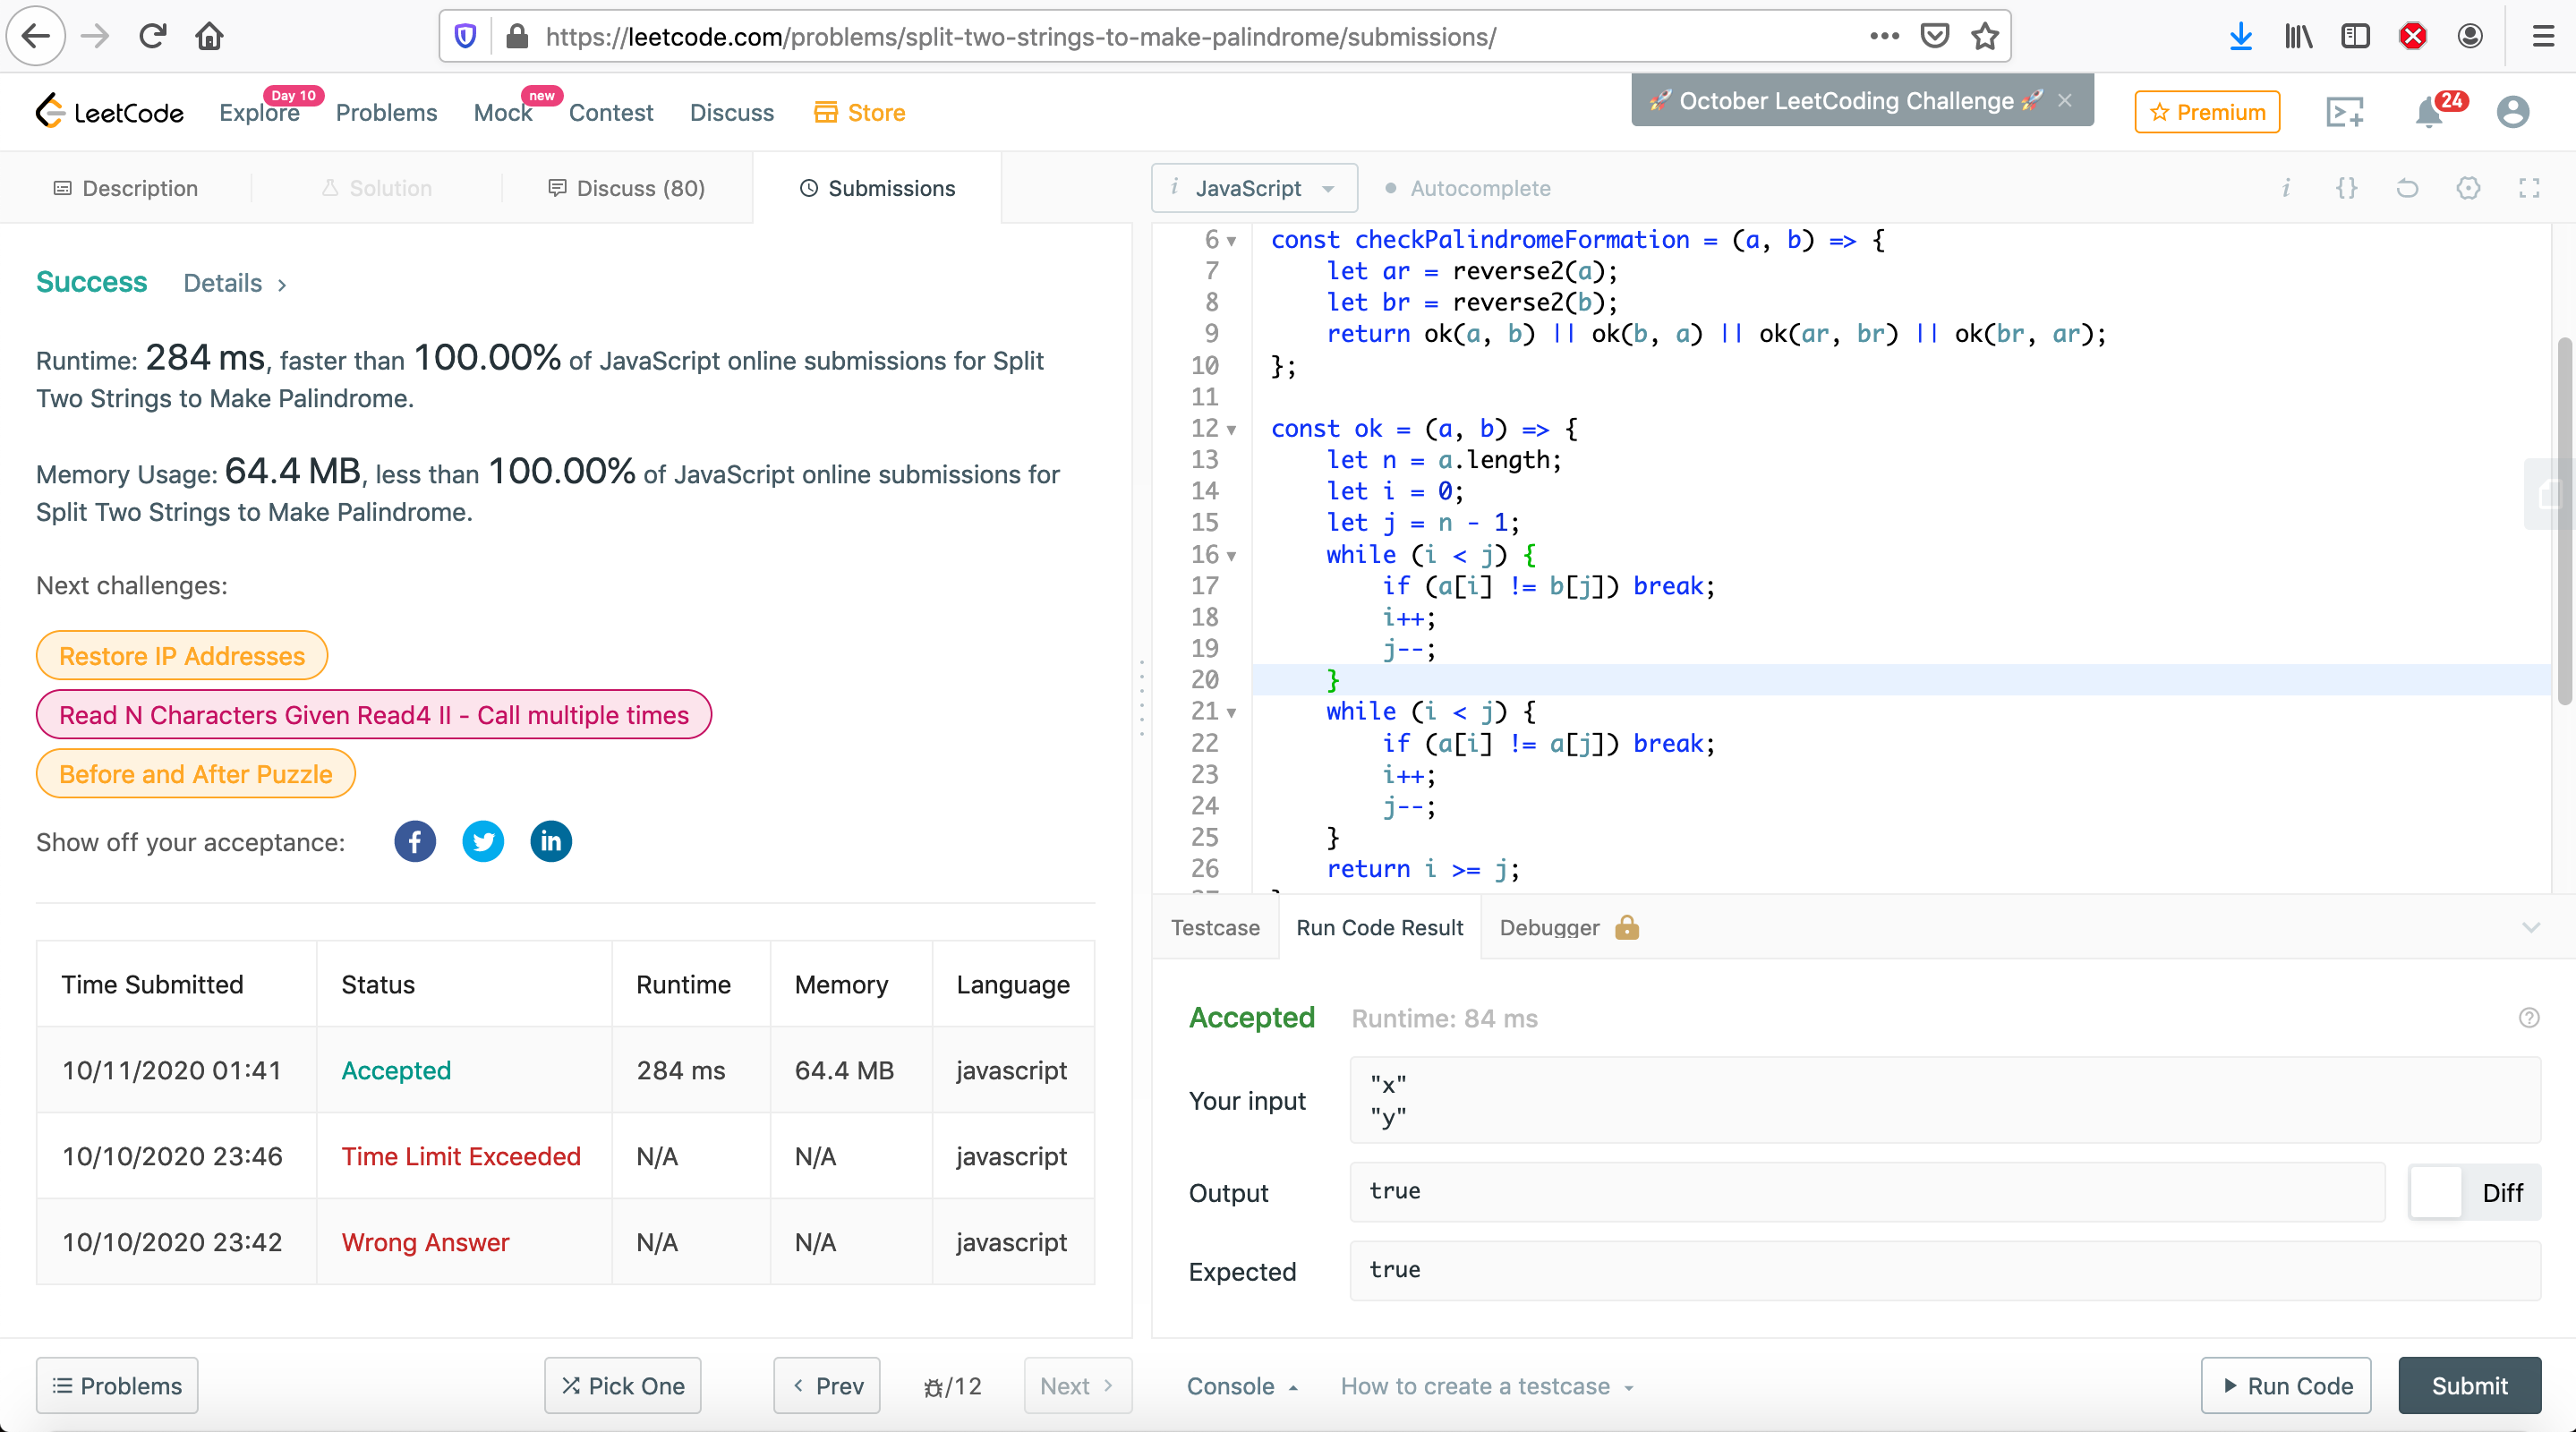 https://leetcode.com/problems/split-two-strings-to-make-palindrome/submissions/
LeetCode
Explore
Day 10
Problems
Mock
new
Contest
Discuss
Store
🚀 October LeetCoding Challenge 🚀 ×
Premium
24
Description
Solution
Discuss (80)
Submissions
Success Details >
Runtime: 284 ms, faster than 100.00% of JavaScript online submissions for Split
Two Strings to Make Palindrome.
Memory Usage: 64.4 MB, less than 100.00% of JavaScript online submissions for
Split Two Strings to Make Palindrome.
Next challenges:
Restore IP Addresses
Read N Characters Given Read4 II - Call multiple times
Before and After Puzzle
Show off your acceptance:
f
in
Time Submitted Status Runtime Memory Language
10/11/2020 01:41 Accepted 284 ms 64.4 MB javascript
10/10/2020 23:46 Time Limit Exceeded N/A N/A javascript
10/10/2020 23:42 Wrong Answer N/A N/A javascript
Problems
Pick One
< Prev
/12
Next >
i JavaScript
Autocomplete
i {}
6 const checkPalindromeFormation = (a, b) => {
7 let ar = reverse2(a);
8 let br = reverse2(b);
9 return ok(a, b) || ok(b, a) || ok(ar, br) || ok(br, ar);
10 };
11
12 const ok = (a, b) => {
13 let n = a.length;
14 let i = 0;
15 let j = n - 1;
16 while (i < j) {
17 if (a[i] != b[j]) break;
18 i++;
19 j--;
20 }
21 while (i < j) {
22 if (a[i] != a[j]) break;
23 i++;
24 j--;
25 }
26 return i >= j;
Testcase
Run Code Result
Debugger
Accepted Runtime: 84 ms
?
Your input
"x"
"y"
Output
true
Diff
Expected
true
Console
How to create a testcase
Run Code
Submit